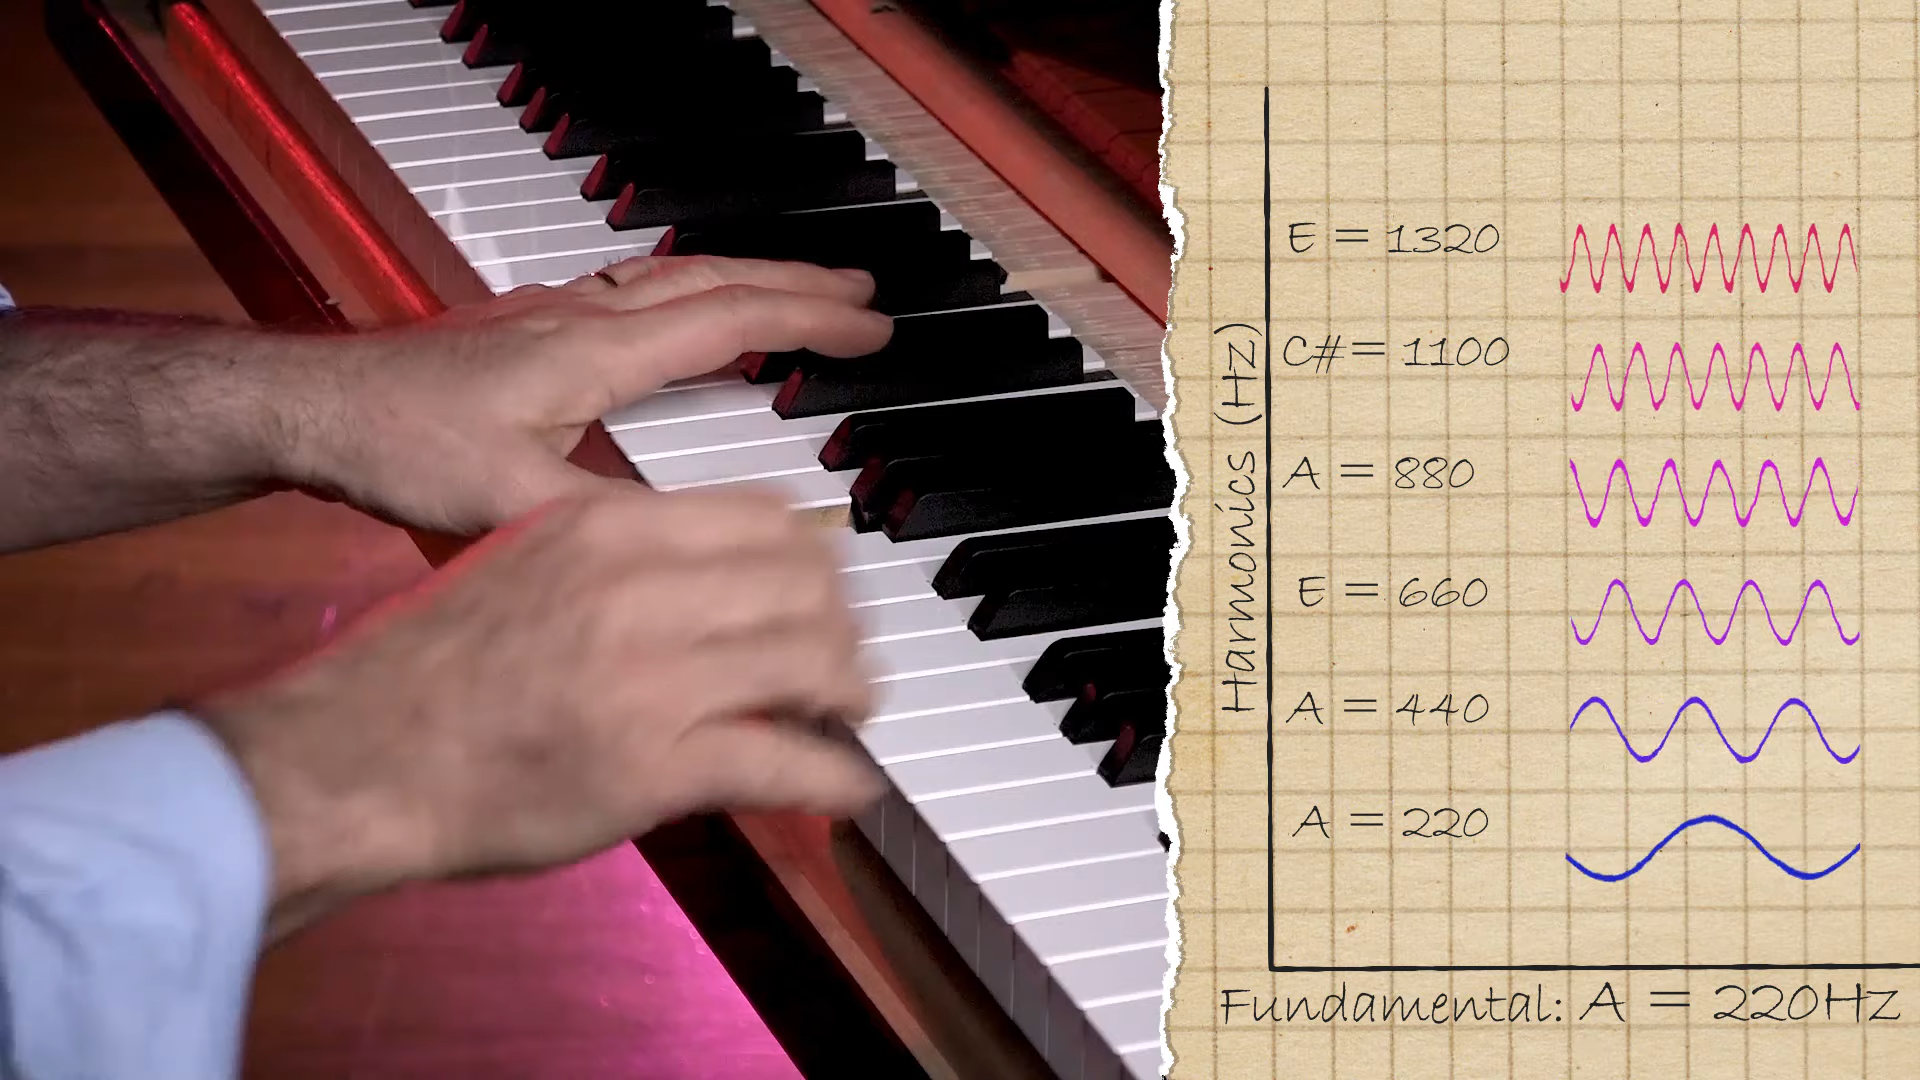 E = 1320
C# = 1100
A = 880
E = 660
A = 440
A = 220
Harmonics (Hz)
Fundamental: A = 220Hz